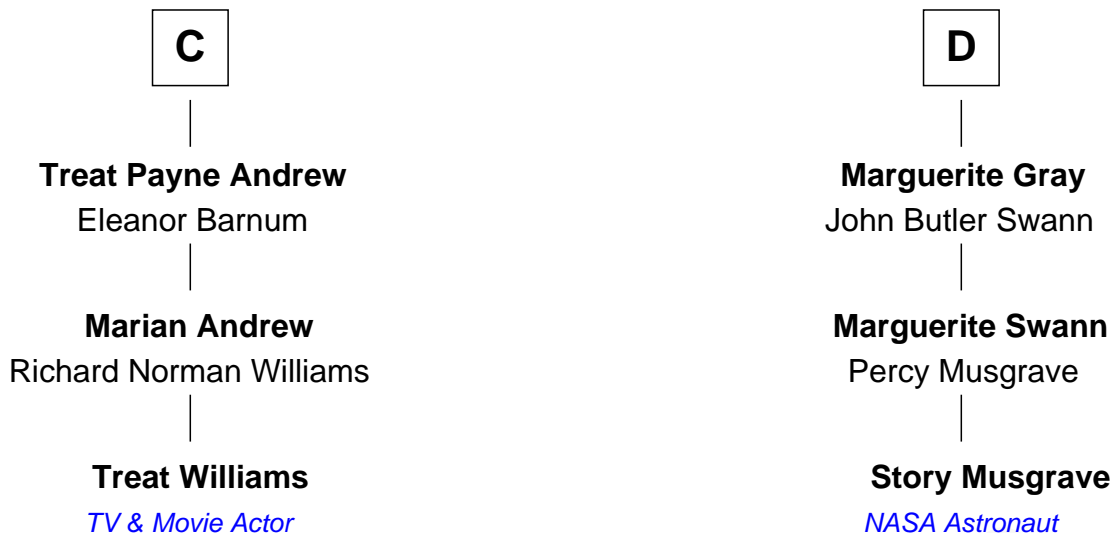 C
Treat Payne Andrew
Eleanor Barnum
Marian Andrew
Richard Norman Williams
Treat Williams
TV & Movie Actor
D
Marguerite Gray
John Butler Swann
Marguerite Swann
Percy Musgrave
Story Musgrave
NASA Astronaut